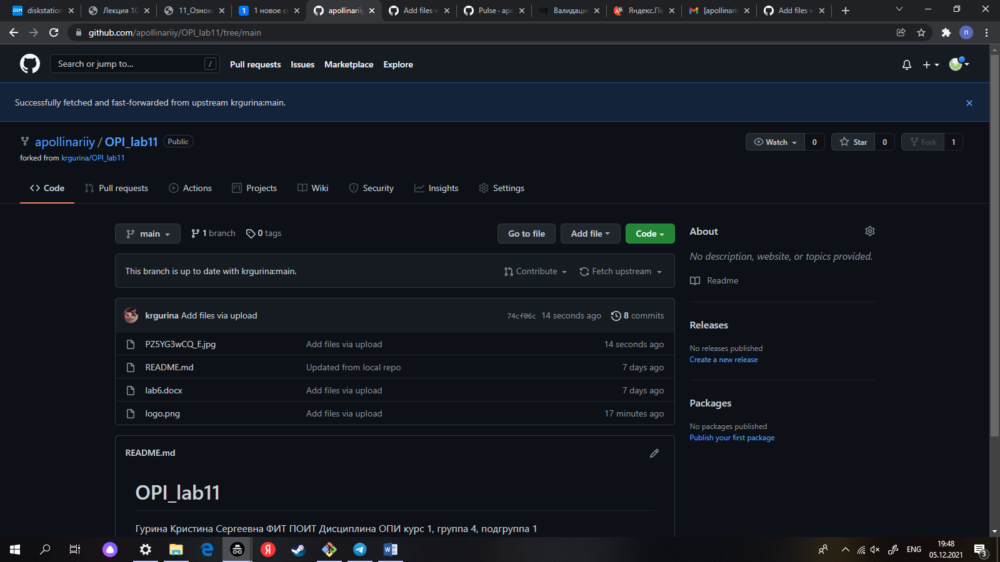 DSM diskstation
Лекция 10
11_Озноко
1 1 новое со
apollinariiy
Add files v
Pulse · apo
Валидаци
Яндекс.Пе
[apollinarii
Add files v
github.com/apollinariiy/OPI_lab11/tree/main
п
Search or jump to...
/
Pull requests
Issues
Marketplace
Explore
Successfully fetched and fast-forwarded from upstream krgurina:main.
apollinariiy / OPI_lab11 Public
Watch 0
Star 0
Fork 1
forked from krgurina/OPI_lab11
Code
Pull requests
Actions
Projects
Wiki
Security
Insights
Settings
main
1 branch
0 tags
Go to file
Add file
Code
This branch is up to date with krgurina:main.
Contribute
Fetch upstream
krgurina Add files via upload
74cf06c 14 seconds ago
8 commits
PZ5YG3wCQ_E.jpg Add files via upload 14 seconds ago
README.md Updated from local repo 7 days ago
lab6.docx Add files via upload 7 days ago
logo.png Add files via upload 17 minutes ago
README.md
OPI_lab11
Гурина Кристина Сергеевна ФИТ ПОИТ Дисциплина ОПИ курс 1, группа 4, подгруппа 1
About
No description, website, or topics provided.
Readme
Releases
No releases published
Create a new release
Packages
No packages published
Publish your first package
Я
ENG
19:48
05.12.2021
3